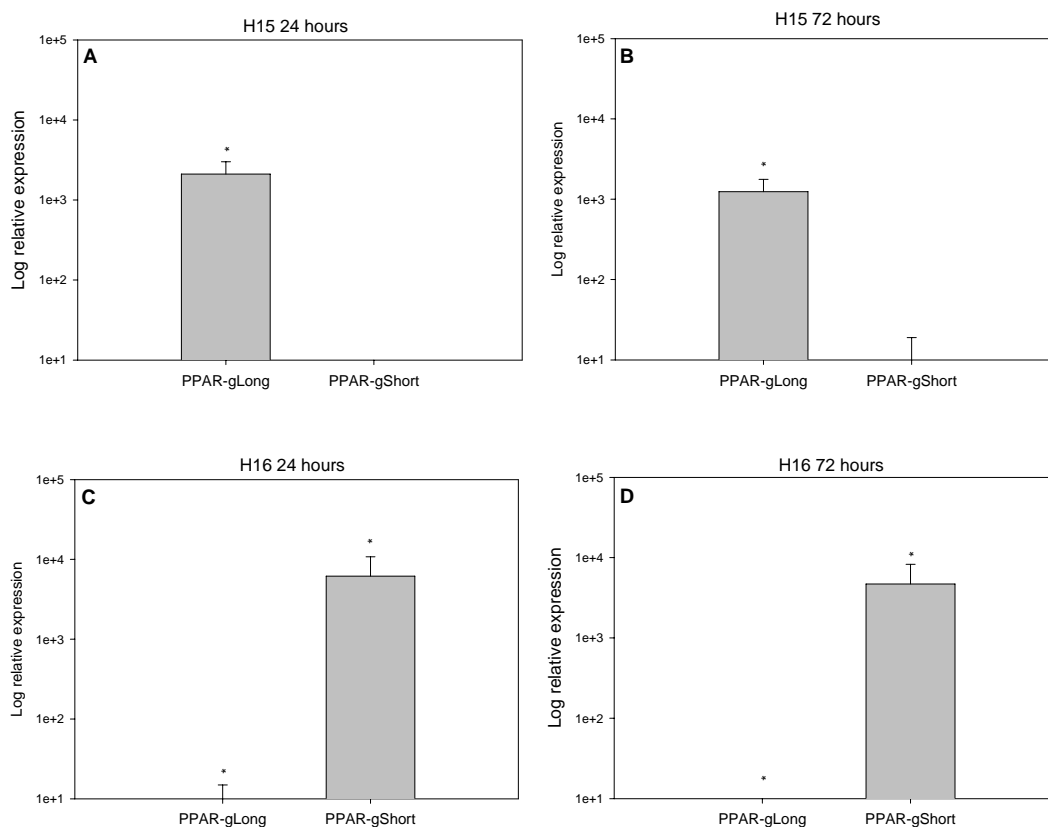 H15 24 hours
A
Log relative expression
1e+5
1e+4
1e+3
1e+2
1e+1
*
PPAR-gLong
PPAR-gShort
H15 72 hours
B
Log relative expression
1e+5
1e+4
1e+3
1e+2
1e+1
*
PPAR-gLong
PPAR-gShort
H16 24 hours
C
Log relative expression
1e+5
1e+4
1e+3
1e+2
1e+1
*
*
PPAR-gLong
PPAR-gShort
H16 72 hours
D
Log relative expression
1e+5
1e+4
1e+3
1e+2
1e+1
*
*
PPAR-gLong
PPAR-gShort